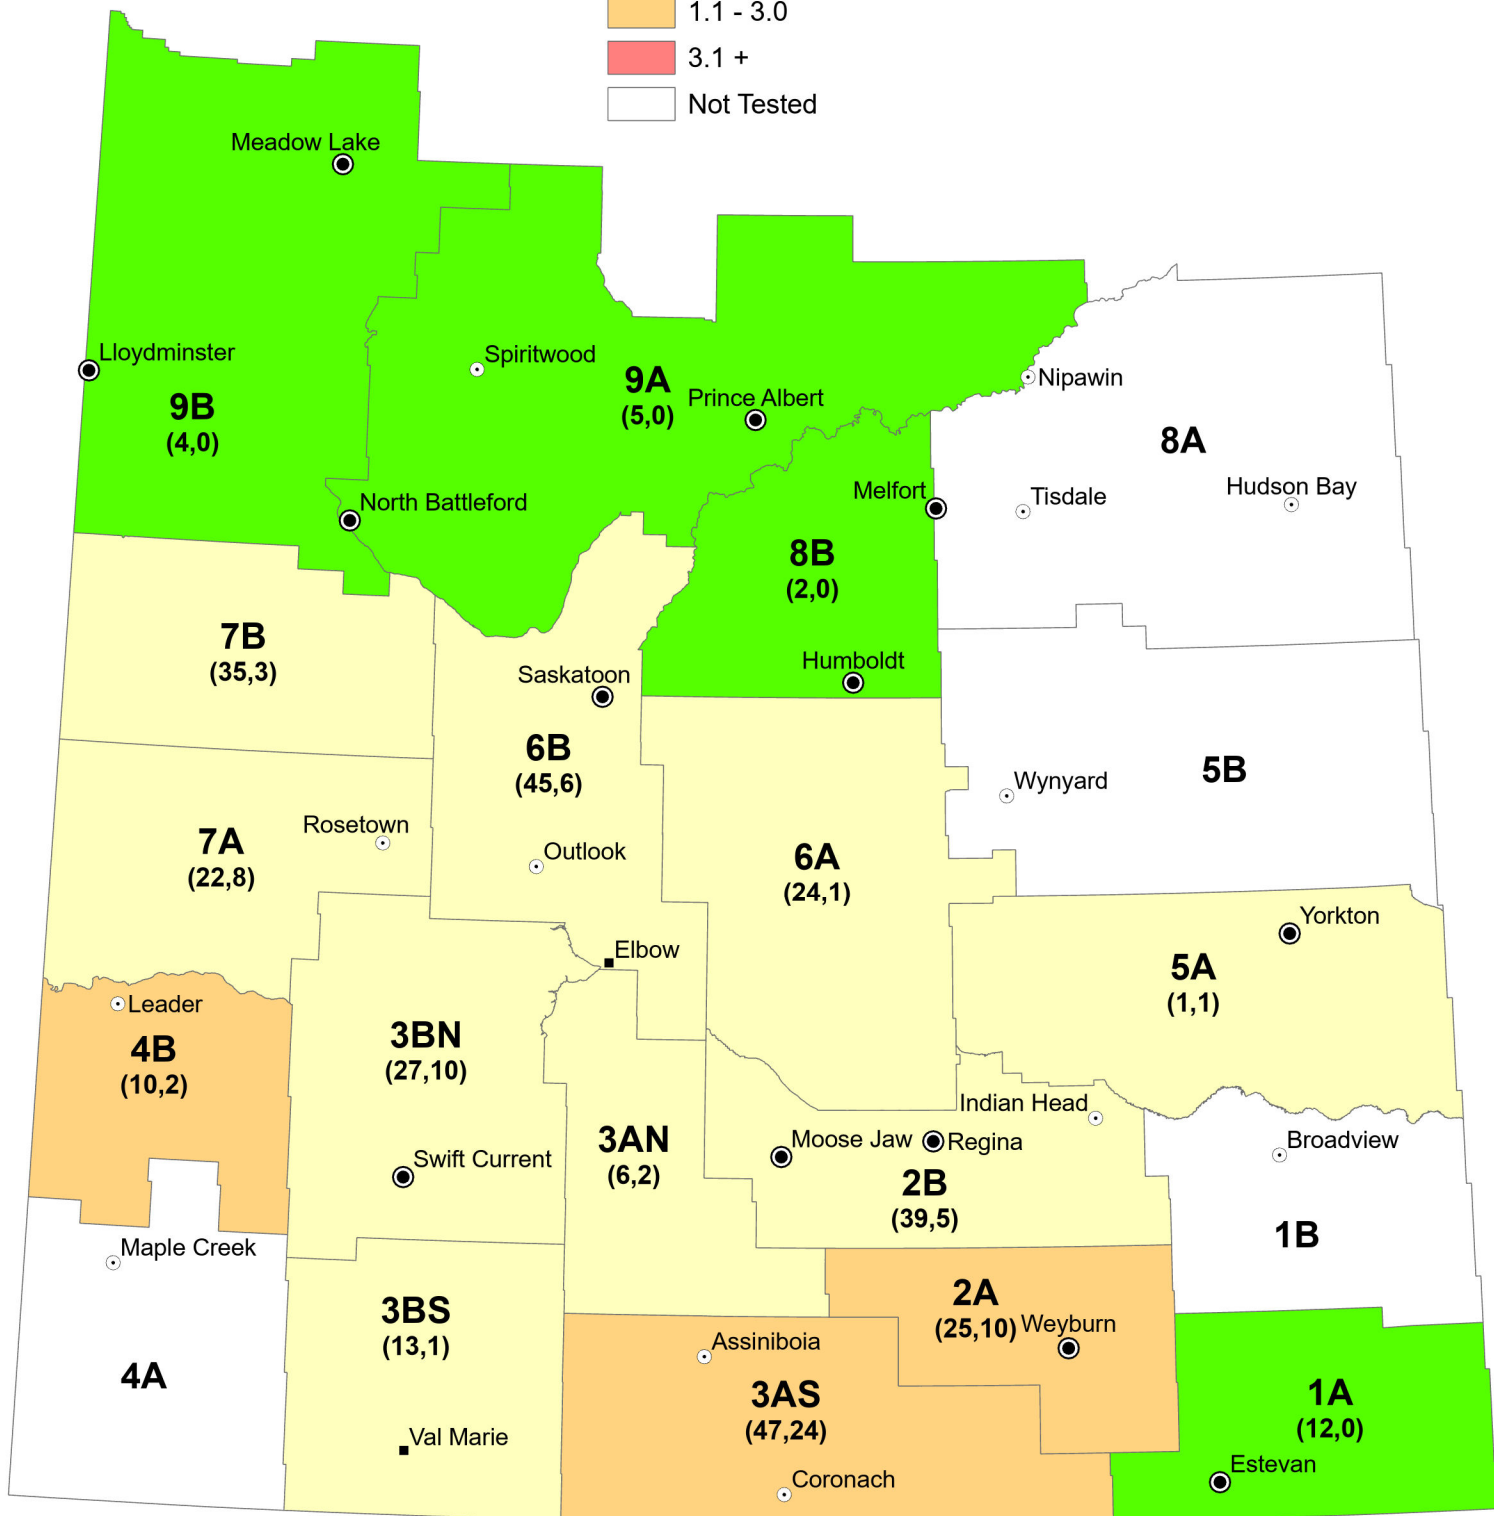 1.1 - 3.0
3.1 +
Not Tested
Meadow Lake
Lloydminster
Spiritwood
9A
(5,0)
Prince Albert
Nipawin
9B
(4,0)
8A
North Battleford
Melfort
Tisdale
Hudson Bay
8B
(2,0)
7B
(35,3)
Saskatoon
Humboldt
6B
(45,6)
Wynyard
5B
7A
(22,8)
Rosetown
Outlook
6A
(24,1)
Yorkton
Elbow
5A
(1,1)
Leader
4B
(10,2)
3BN
(27,10)
Indian Head
3AN
(6,2)
Moose Jaw
Regina
Broadview
Swift Current
2B
(39,5)
1B
Maple Creek
3BS
(13,1)
2A
(25,10)
Weyburn
Assiniboia
4A
3AS
(47,24)
1A
(12,0)
Val Marie
Coronach
Estevan